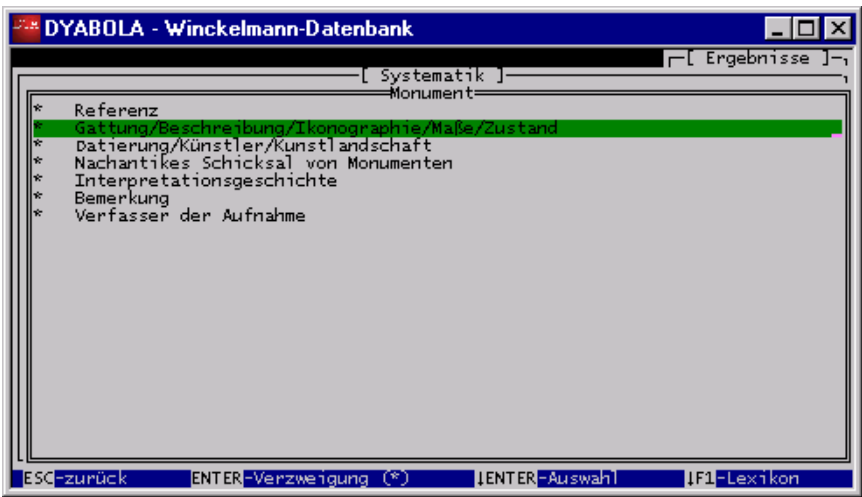 DYABOLA - Winckelmann-Datenbank
[ Ergebnisse ]
[ Systematik ]
Monument
* Referenz
* Gattung/Beschreibung/Ikonographie/Maße/Zustand
* Datierung/Künstler/Kunstlandschaft
* Nachantikes Schicksal von Monumenten
* Interpretationsgeschichte
* Bemerkung
* Verfasser der Aufnahme
ESC-zurück ENTER-Verzweigung (*) ↓ENTER-Auswahl ↓F1-Lexikon